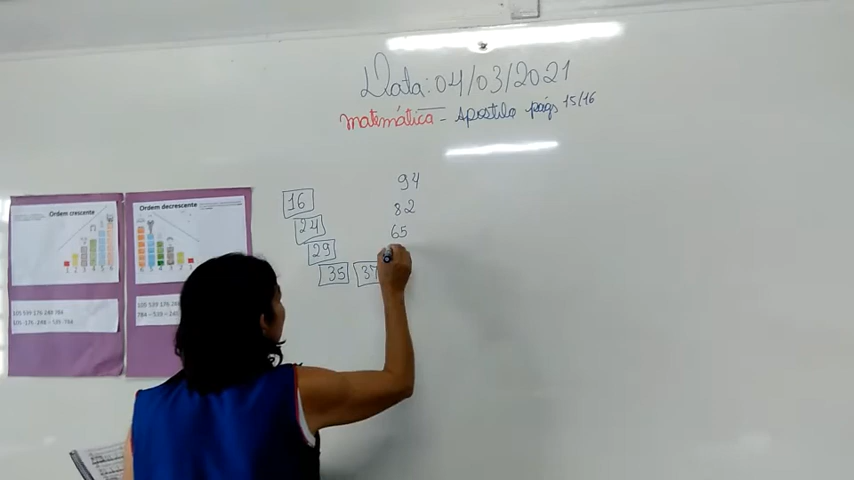 Data: 04/03/2021
Matemática - Apostila págs 15/16
Ordem crescente
Ordem decrescente
16
24
29
35
37
94
82
65